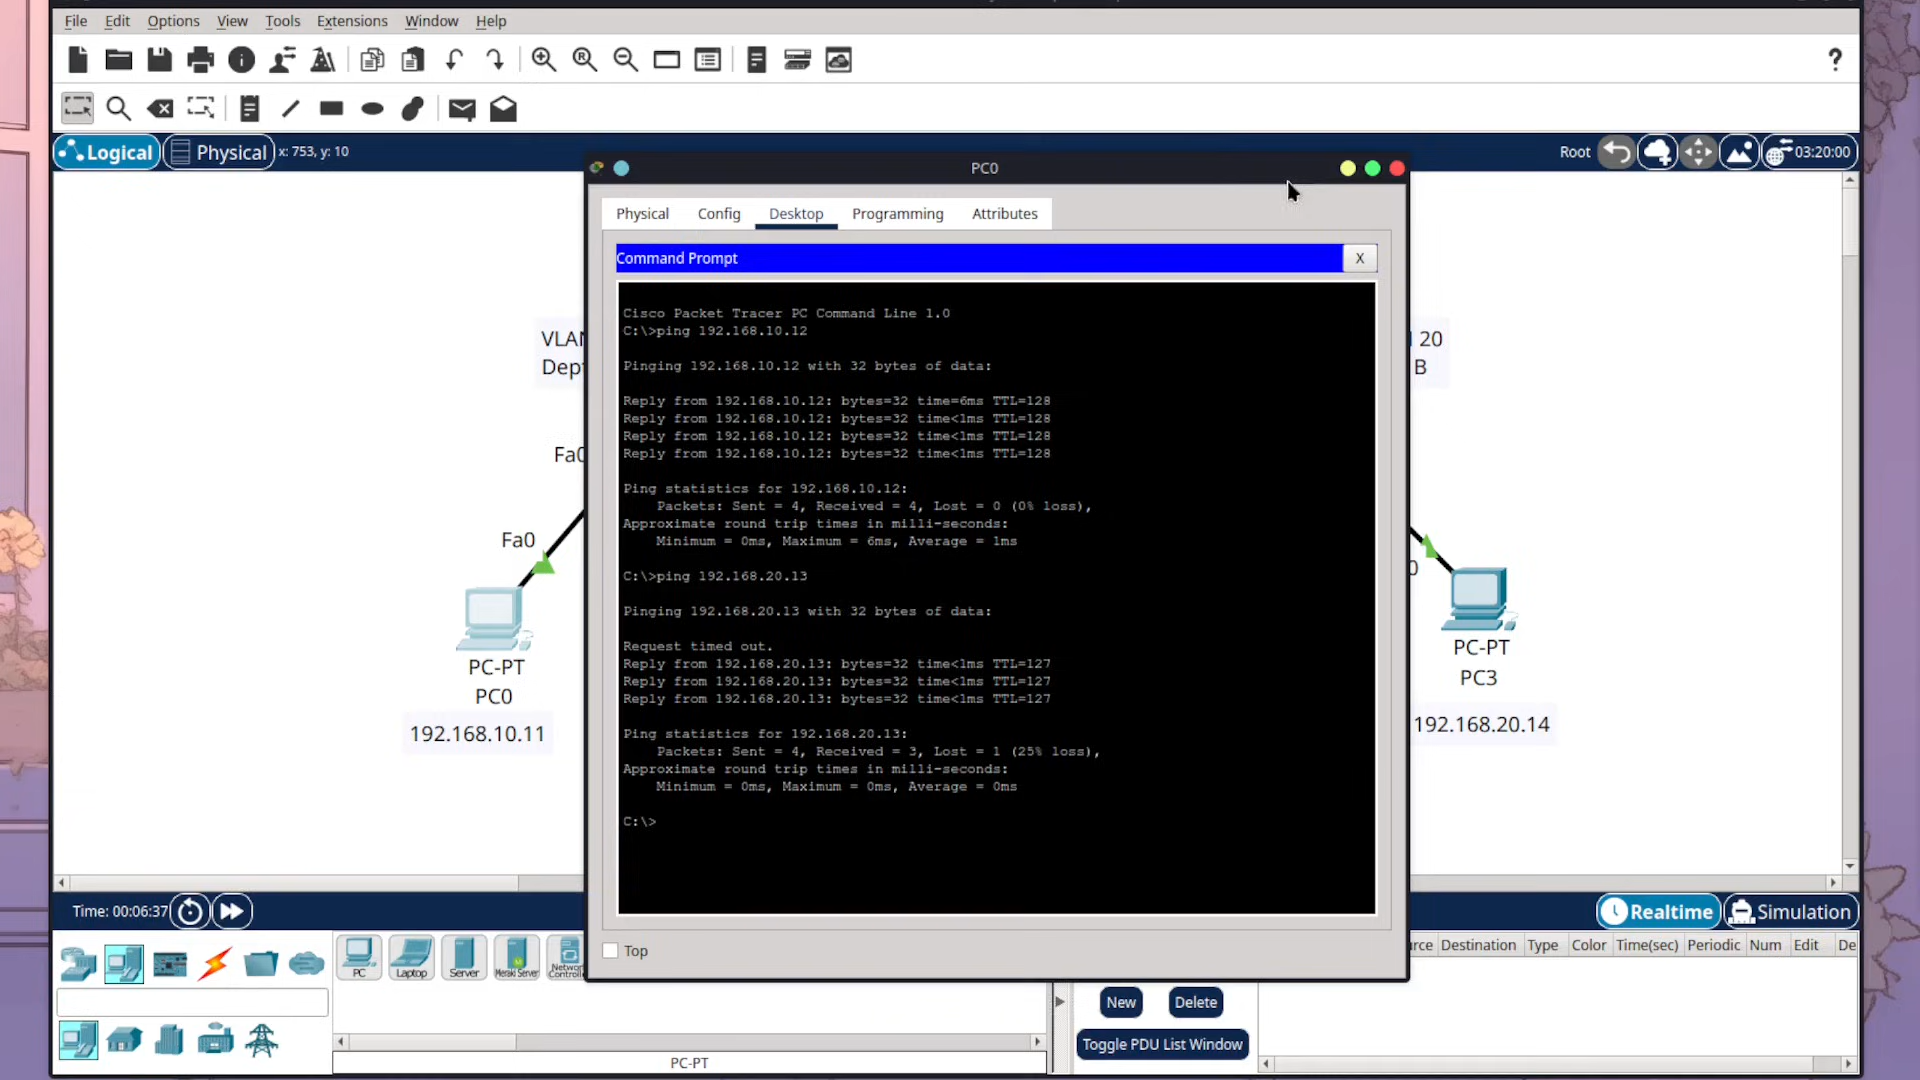 File Edit Options View Tools Extensions Window Help
Logical Physical x: 753, y: 10
Root 03:20:00
PC0
Physical Config Desktop Programming Attributes
Command Prompt X
Cisco Packet Tracer PC Command Line 1.0
C:\>ping 192.168.10.12
Pinging 192.168.10.12 with 32 bytes of data:
Reply from 192.168.10.12: bytes=32 time=6ms TTL=128
Reply from 192.168.10.12: bytes=32 time<1ms TTL=128
Reply from 192.168.10.12: bytes=32 time<1ms TTL=128
Reply from 192.168.10.12: bytes=32 time<1ms TTL=128
Ping statistics for 192.168.10.12:
Packets: Sent = 4, Received = 4, Lost = 0 (0% loss),
Approximate round trip times in milli-seconds:
Minimum = 0ms, Maximum = 6ms, Average = 1ms
C:\>ping 192.168.20.13
Pinging 192.168.20.13 with 32 bytes of data:
Request timed out.
Reply from 192.168.20.13: bytes=32 time<1ms TTL=127
Reply from 192.168.20.13: bytes=32 time<1ms TTL=127
Reply from 192.168.20.13: bytes=32 time<1ms TTL=127
Ping statistics for 192.168.20.13:
Packets: Sent = 4, Received = 3, Lost = 1 (25% loss),
Approximate round trip times in milli-seconds:
Minimum = 0ms, Maximum = 0ms, Average = 0ms
C:\>
Top
VLAN
Dept
Fa0
Fa0
PC-PT
PC0
192.168.10.11
20
B
0
PC-PT
PC3
192.168.20.14
Time: 00:06:37
Realtime Simulation
PC Laptop Server Meraki Server Network
Destination Type Color Time(sec) Periodic Num Edit De
New Delete
Toggle PDU List Window
PC-PT